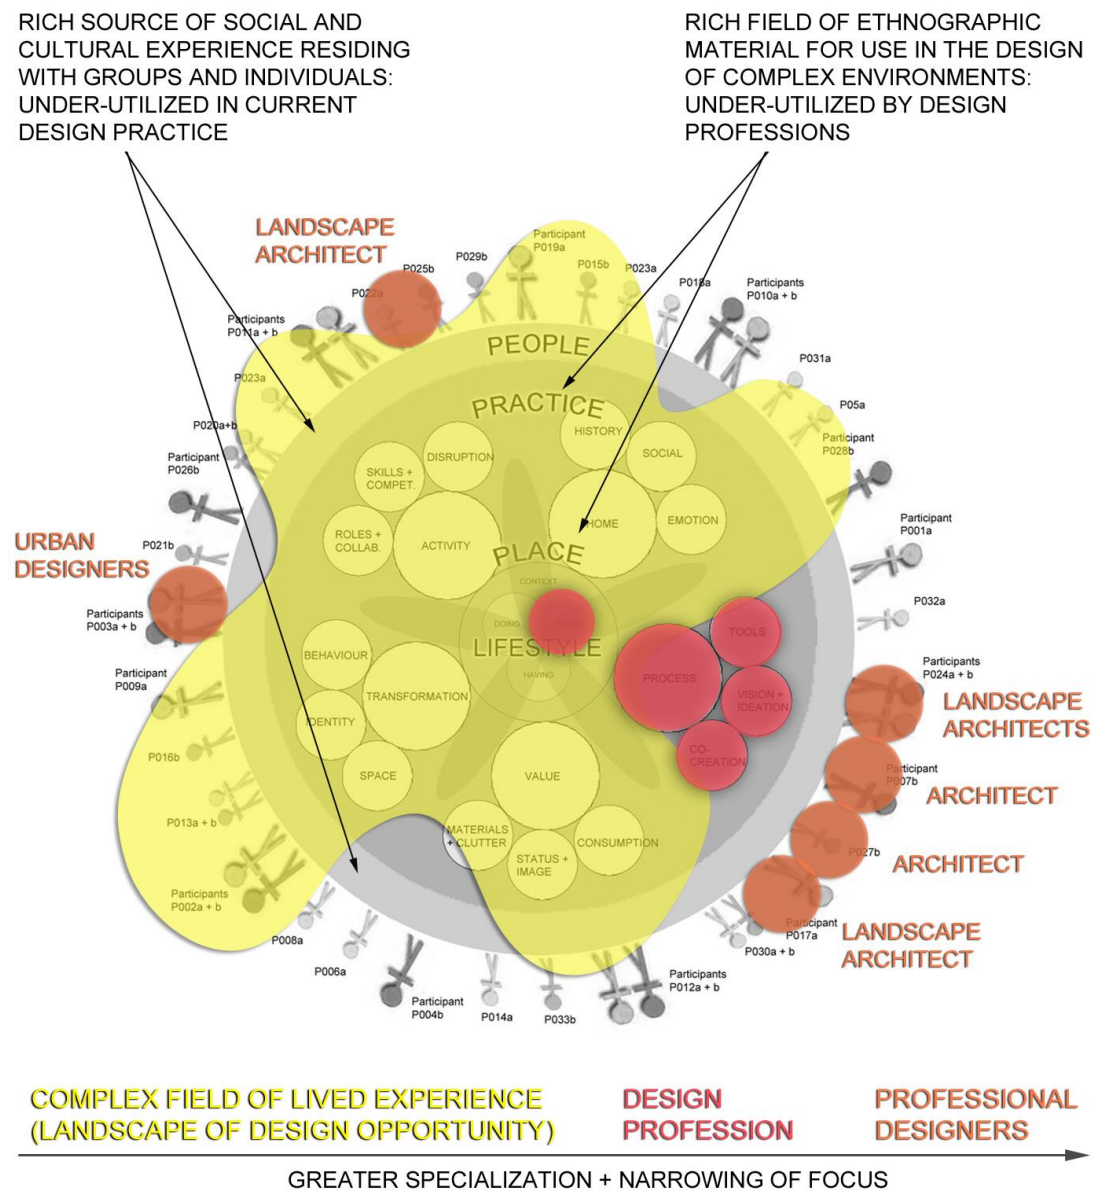 RICH SOURCE OF SOCIAL AND
CULTURAL EXPERIENCE RESIDING
WITH GROUPS AND INDIVIDUALS:
UNDER-UTILIZED IN CURRENT
DESIGN PRACTICE
RICH FIELD OF ETHNOGRAPHIC
MATERIAL FOR USE IN THE DESIGN
OF COMPLEX ENVIRONMENTS:
UNDER-UTILIZED BY DESIGN
PROFESSIONS
LANDSCAPE
ARCHITECT
Participant
P019a
P029b
P025b
P015b
P023a
P018a
Participants
P010a + b
P022a
Participants
P011a + b
PEOPLE
P031a
P023a
PRACTICE
P05a
P020a+b
HISTORY
Participant
P028b
DISRUPTION
SOCIAL
Participant
P026b
SKILLS +
COMPET.
HOME
EMOTION
Participant
P001a
ROLES +
COLLAB.
ACTIVITY
URBAN
DESIGNERS
P021b
PLACE
CONTEXT
P032a
Participants
P003a + b
DOING
TOOLS
BEHAVIOUR
LIFESTYLE
Participants
P024a + b
Participant
P009a
HAVING
PROCESS
TRANSFORMATION
VISION +
IDEATION
LANDSCAPE
ARCHITECTS
IDENTITY
P016b
CO-
CREATION
SPACE
VALUE
Participant
P007b
ARCHITECT
P013a + b
MATERIALS
+ CLUTTER
CONSUMPTION
P027b
ARCHITECT
STATUS +
IMAGE
Participants
P002a + b
Participant
P017a
LANDSCAPE
ARCHITECT
P008a
P030a + b
P006a
Participants
P012a + b
Participant
P004b
P014a
P033b
COMPLEX FIELD OF LIVED EXPERIENCE
(LANDSCAPE OF DESIGN OPPORTUNITY)
DESIGN
PROFESSION
PROFESSIONAL
DESIGNERS
GREATER SPECIALIZATION + NARROWING OF FOCUS